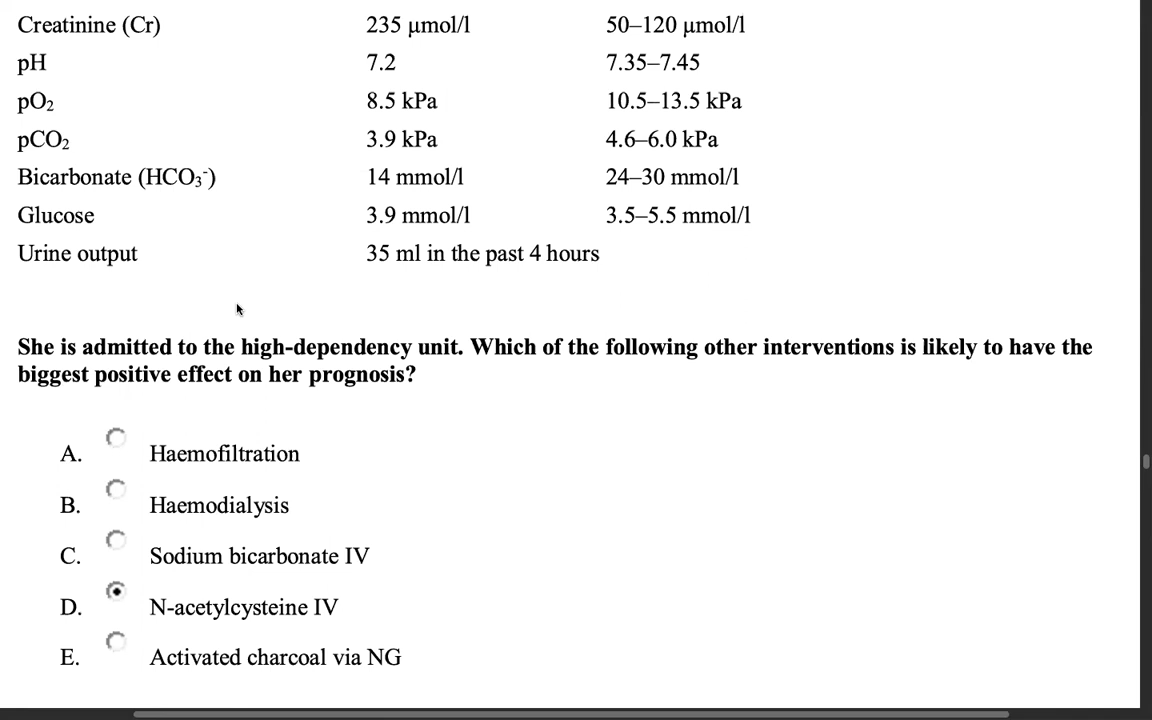 Creatinine (Cr) 235 μmol/l 50–120 μmol/l
pH 7.2 7.35–7.45
pO₂ 8.5 kPa 10.5–13.5 kPa
pCO₂ 3.9 kPa 4.6–6.0 kPa
Bicarbonate (HCO₃⁻) 14 mmol/l 24–30 mmol/l
Glucose 3.9 mmol/l 3.5–5.5 mmol/l
Urine output 35 ml in the past 4 hours
She is admitted to the high-dependency unit. Which of the following other interventions is likely to have the
biggest positive effect on her prognosis?
A. Haemofiltration
B. Haemodialysis
C. Sodium bicarbonate IV
D. N-acetylcysteine IV
E. Activated charcoal via NG